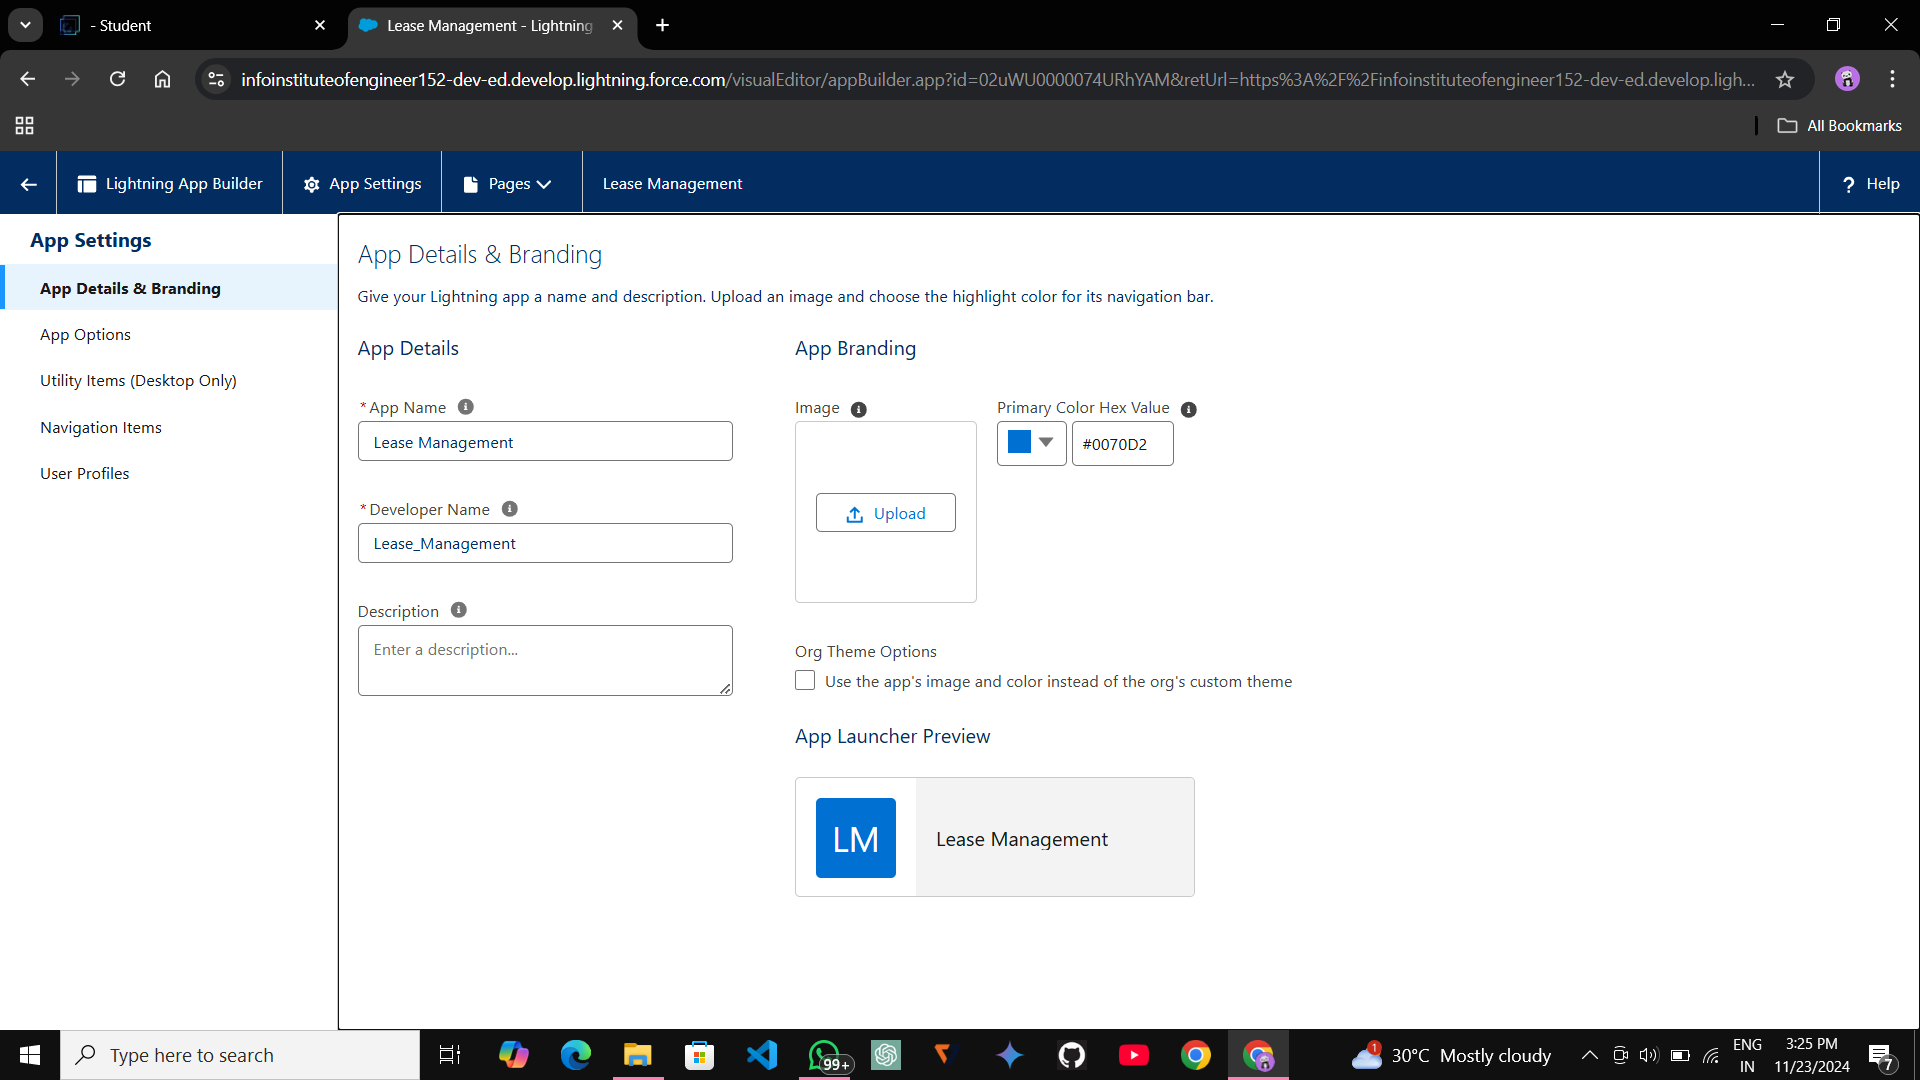 - Student
Lease Management - Lightning
infoinstituteofengineer152-dev-ed.develop.lightning.force.com/visualEditor/appBuilder.app?id=02uWU0000074URhYAM&retUrl=https%3A%2F%2Finfoinstituteofengineer152-dev-ed.develop.ligh...
All Bookmarks
Lightning App Builder
App Settings
Pages
Lease Management
? Help
App Settings
App Details & Branding
App Options
Utility Items (Desktop Only)
Navigation Items
User Profiles
App Details & Branding
Give your Lightning app a name and description. Upload an image and choose the highlight color for its navigation bar.
App Details
* App Name
Lease Management
* Developer Name
Lease_Management
Description
Enter a description...
App Branding
Image
Primary Color Hex Value
#0070D2
Upload
Org Theme Options
Use the app's image and color instead of the org's custom theme
App Launcher Preview
LM
Lease Management
Type here to search
99+
1
30°C Mostly cloudy
ENG
IN
3:25 PM
11/23/2024
7